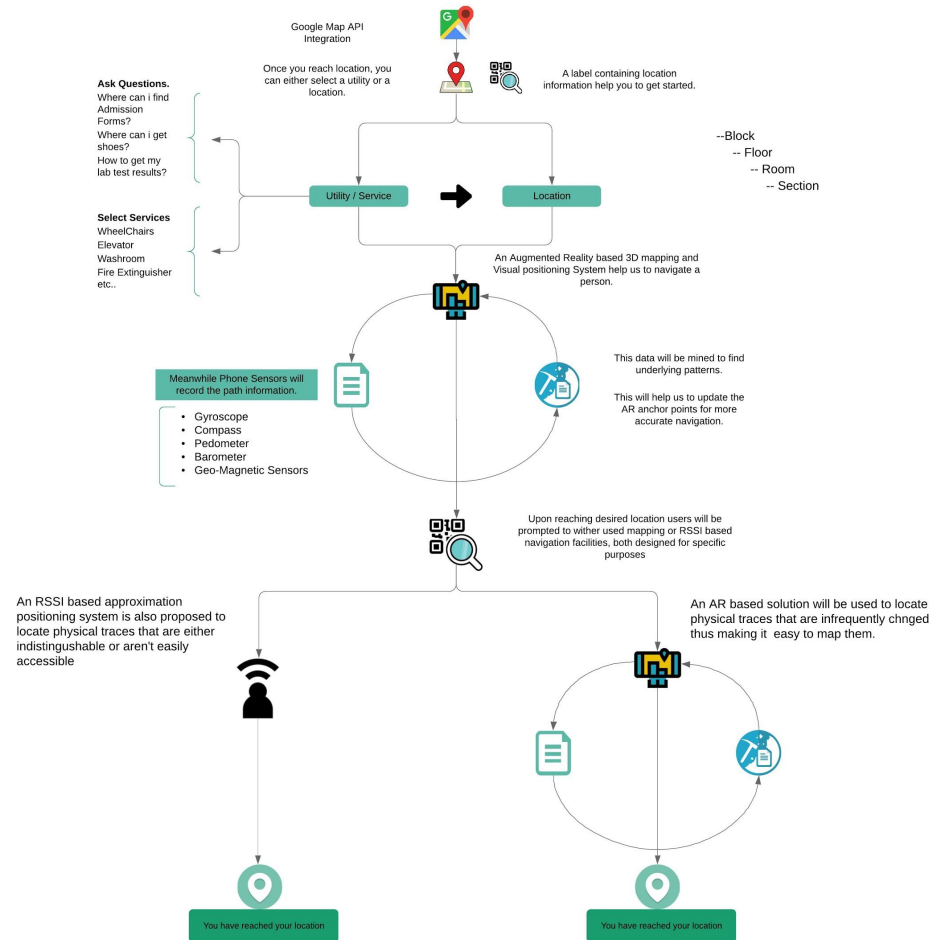 Google Map API
Integration
G
Once you reach location, you
can either select a utility or a
location.
A label containing location
information help you to get started.
Ask Questions.
Where can i find
Admission
Forms?
Where can i get
shoes?
How to get my
lab test results?
--Block
-- Floor
-- Room
-- Section
Utility / Service
Location
Select Services
WheelChairs
Elevator
Washroom
Fire Extinguisher
etc..
An Augmented Reality based 3D mapping and
Visual positioning System help us to navigate a
person.
Meanwhile Phone Sensors will
record the path information.
• Gyroscope
• Compass
• Pedometer
• Barometer
• Geo-Magnetic Sensors
This data will be mined to find
underlying patterns.
This will help us to update the
AR anchor points for more
accurate navigation.
Upon reaching desired location users will be
prompted to wither used mapping or RSSI based
navigation facilities, both designed for specific
purposes
An RSSI based approximation
positioning system is also proposed to
locate physical traces that are either
indistingushable or aren't easily
accessible
An AR based solution will be used to locate
physical traces that are infrequently chnged
thus making it easy to map them.
You have reached your location
You have reached your location